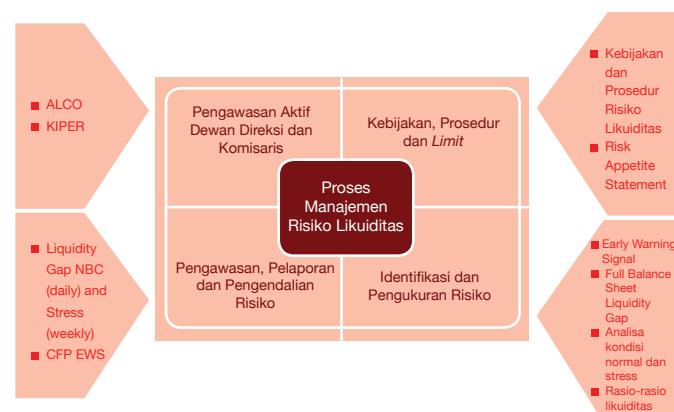 ALCO
KIPER
Pengawasan Aktif
Dewan Direksi dan
Komisaris
Kebijakan, Prosedur
dan Limit
Kebijakan
dan
Prosedur
Risiko
Likuiditas
Risk
Appetite
Statement
Proses
Manajemen
Risiko Likuiditas
Liquidity
Gap NBC
(daily) and
Stress
(weekly)
CFP EWS
Pengawasan, Pelaporan
dan Pengendalian
Risiko
Identifikasi dan
Pengukuran Risiko
Early Warning
Signal
Full Balance
Sheet
Liquidity
Gap
Analisa
kondisi
normal dan
stress
Rasio-rasio
likuiditas